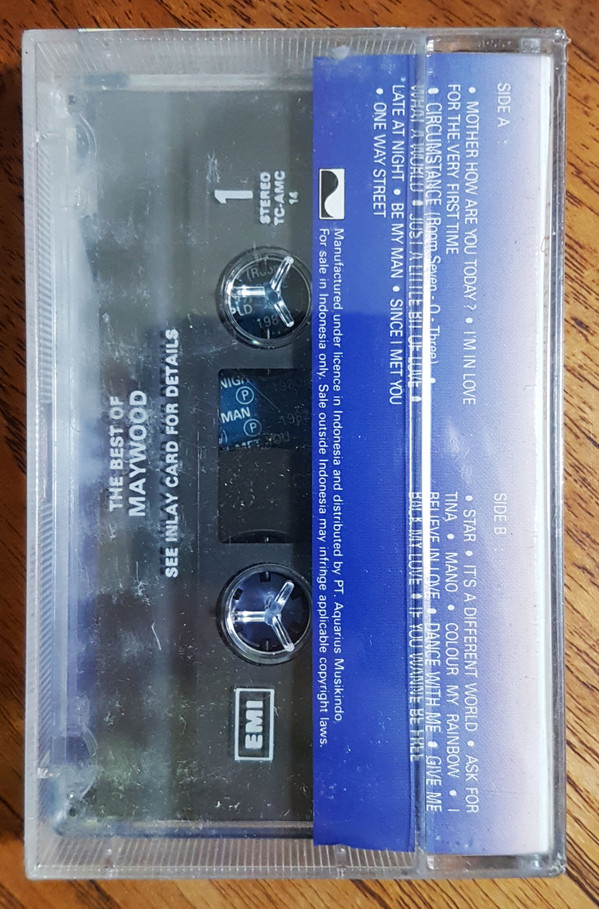 SIDE A :
• MOTHER HOW ARE YOU TODAY? • I'M IN LOVE
FOR THE VERY FIRST TIME
• CIRCUMSTANCE (Room Seven - O - Three) •
WHAT A WORLD • JUST A LITTLE BIT OF LOVE •
LATE AT NIGHT • BE MY MAN • SINCE I MET YOU
• ONE WAY STREET
SIDE B :
• STAR • IT'S A DIFFERENT WORLD • ASK FOR
TINA • MANO • COLOUR MY RAINBOW • I
BELIEVE IN LOVE • DANCE WITH ME • GIVE ME
BACK MY LOVE • IF YOU WANNE BE FREE
Manufactured under licence in Indonesia and distributed by PT. Aquarius Musikindo.
For sale in Indonesia only. Sale outside Indonesia may infringe applicable copyright laws.
1
STEREO
TC-AMC
14
EMI
THE BEST OF
MAYWOOD
SEE INLAY CARD FOR DETAILS